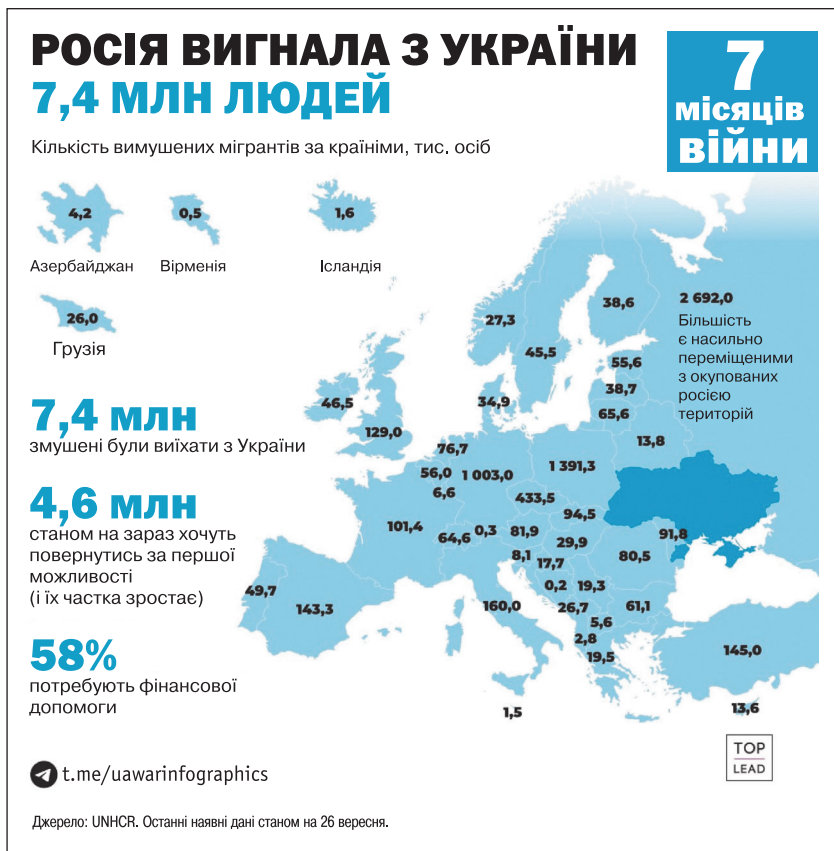 РОСІЯ ВИГНАЛА З УКРАЇНИ
7,4 МЛН ЛЮДЕЙ
7
місяців
війни
Кількість вимушених мігрантів за країніми, тис. осіб
4,2
Азербайджан
0,5
Вірменія
1,6
Ісландія
26,0
Грузія
2 692,0
Більшість
є насильно
переміщеними
з окупованих
росією
територій
38,6
27,3
45,5
55,6
38,7
34,9
65,6
46,5
129,0
13,8
76,7
56,0
1 003,0
1 391,3
6,6
433,5
94,5
101,4
64,6
0,3
81,9
29,9
91,8
8,1
17,7
80,5
49,7
143,3
160,0
0,2
19,3
26,7
61,1
5,6
2,8
19,5
145,0
1,5
13,6
7,4 млн
змушені були виїхати з України
4,6 млн
станом на зараз хочуть
повернутись за першої
можливості
(і їх частка зростає)
58%
потребують фінансової
допомоги
t.me/uawarinfographics
TOP
LEAD
Джерело: UNHCR. Останні наявні дані станом на 26 вересня.